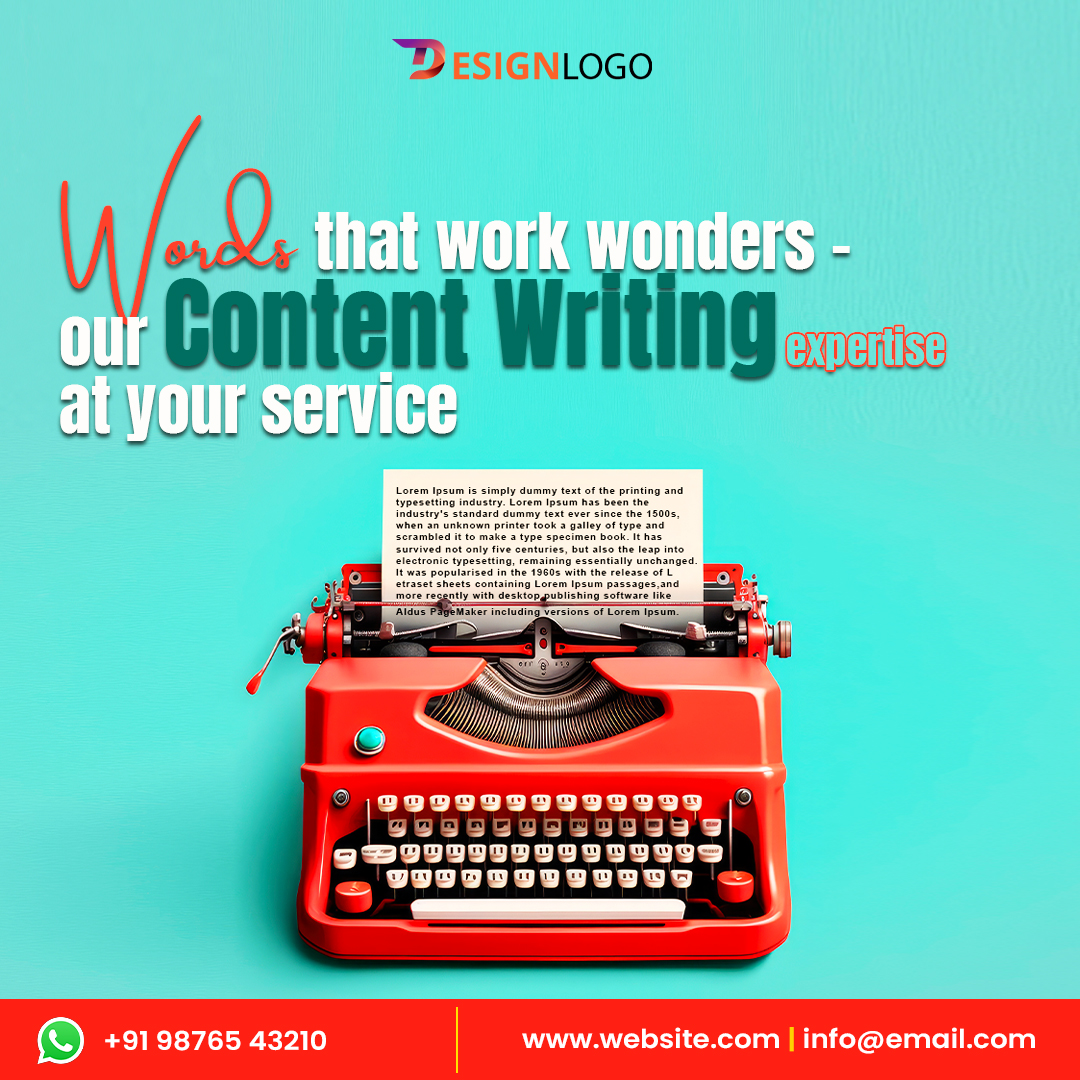 DESIGNLOGO
Words that work wonders -
our Content Writing expertise
at your service
Lorem Ipsum is simply dummy text of the printing and
typesetting industry. Lorem Ipsum has been the
industry's standard dummy text ever since the 1500s,
when an unknown printer took a galley of type and
scrambled it to make a type specimen book. It has
survived not only five centuries, but also the leap into
electronic typesetting, remaining essentially unchanged.
It was popularised in the 1960s with the release of L
etraset sheets containing Lorem Ipsum passages,and
more recently with desktop publishing software like
Aldus PageMaker including versions of Lorem Ipsum.
+91 98765 43210
www.website.com | info@email.com